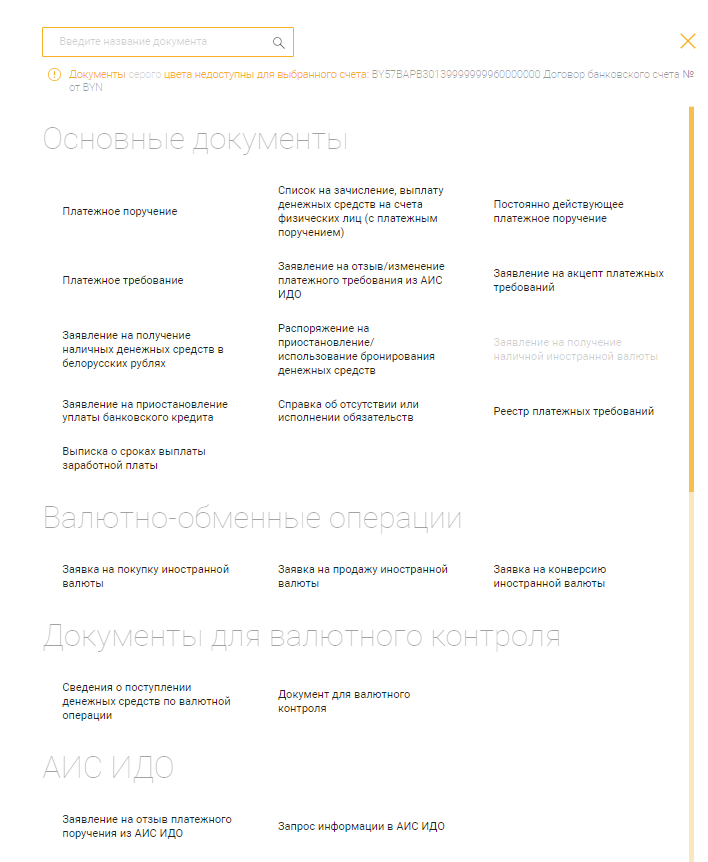 Введите название документа
Документы серого цвета недоступны для выбранного счета: BY57BAPB30139999999960000000 Договор банковского счета №
от BYN
Основные документы
Платежное поручение
Список на зачисление, выплату
денежных средств на счета
физических лиц (с платежным
поручением)
Постоянно действующее
платежное поручение
Платежное требование
Заявление на отзыв/изменение
платежного требования из АИС
ИДО
Заявление на акцепт платежных
требований
Заявление на получение
наличных денежных средств в
белорусских рублях
Распоряжение на
приостановление/
использование бронирования
денежных средств
Заявление на получение
наличной иностранной валюты
Заявление на приостановление
уплаты банковского кредита
Справка об отсутствии или
исполнении обязательств
Реестр платежных требований
Выписка о сроках выплаты
заработной платы
Валютно-обменные операции
Заявка на покупку иностранной
валюты
Заявка на продажу иностранной
валюты
Заявка на конверсию
иностранной валюты
Документы для валютного контроля
Сведения о поступлении
денежных средств по валютной
операции
Документ для валютного
контроля
АИС ИДО
Заявление на отзыв платежного
поручения из АИС ИДО
Запрос информации в АИС ИДО